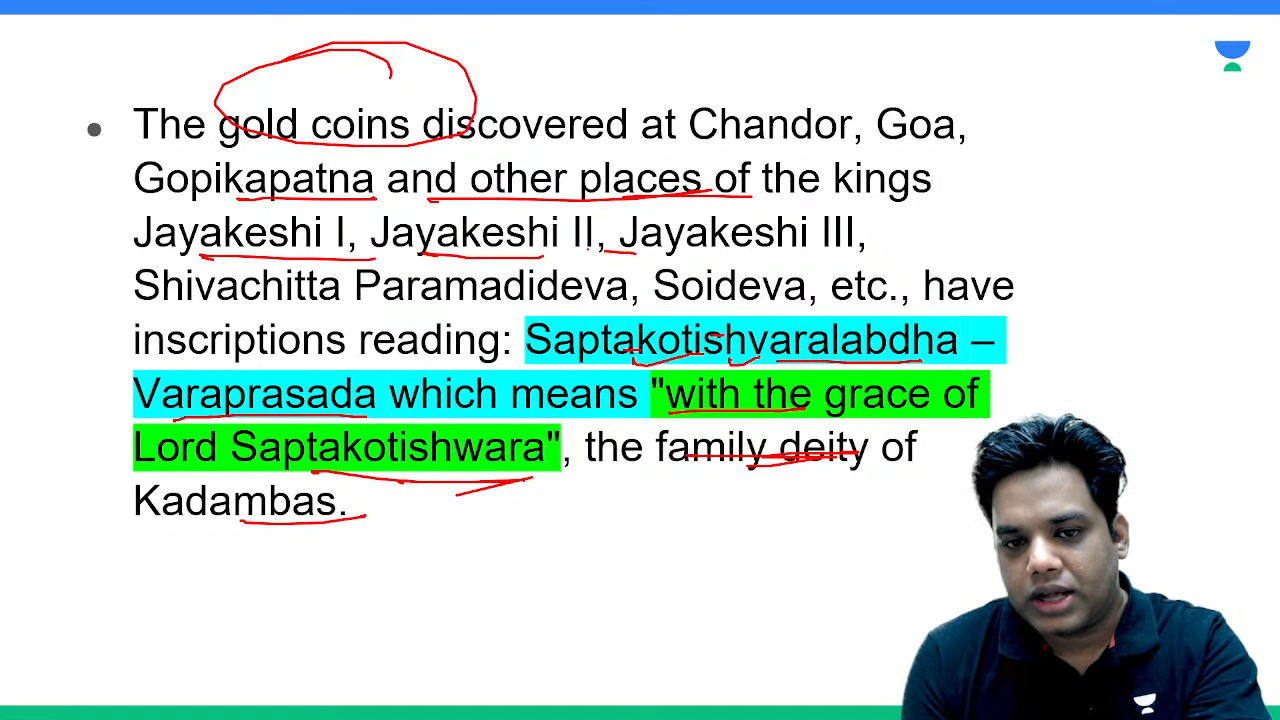 The gold coins discovered at Chandor, Goa,
Gopikapatna and other places of the kings
Jayakeshi I, Jayakeshi II, Jayakeshi III,
Shivachitta Paramadideva, Soideva, etc., have
inscriptions reading: Saptakotishvaralabdha –
Varaprasada which means "with the grace of
Lord Saptakotishwara", the family deity of
Kadambas.